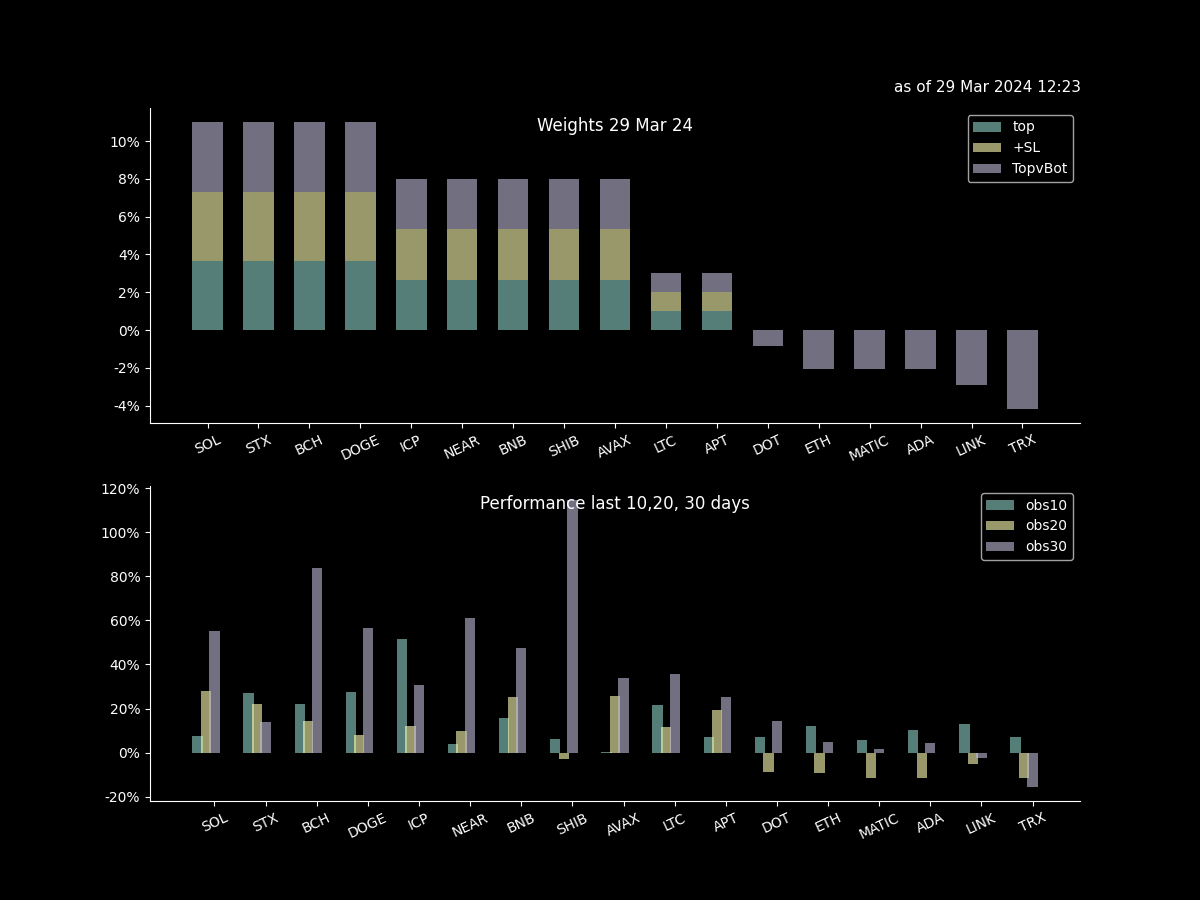 as of 29 Mar 2024 12:23
Weights 29 Mar 24
top
+SL
TopvBot
10%
8%
6%
4%
2%
0%
-2%
-4%
SOL STX BCH DOGE ICP NEAR BNB SHIB AVAX LTC APT DOT ETH MATIC ADA LINK TRX
Performance last 10,20, 30 days
obs10
obs20
obs30
120%
100%
80%
60%
40%
20%
0%
-20%
SOL STX BCH DOGE ICP NEAR BNB SHIB AVAX LTC APT DOT ETH MATIC ADA LINK TRX